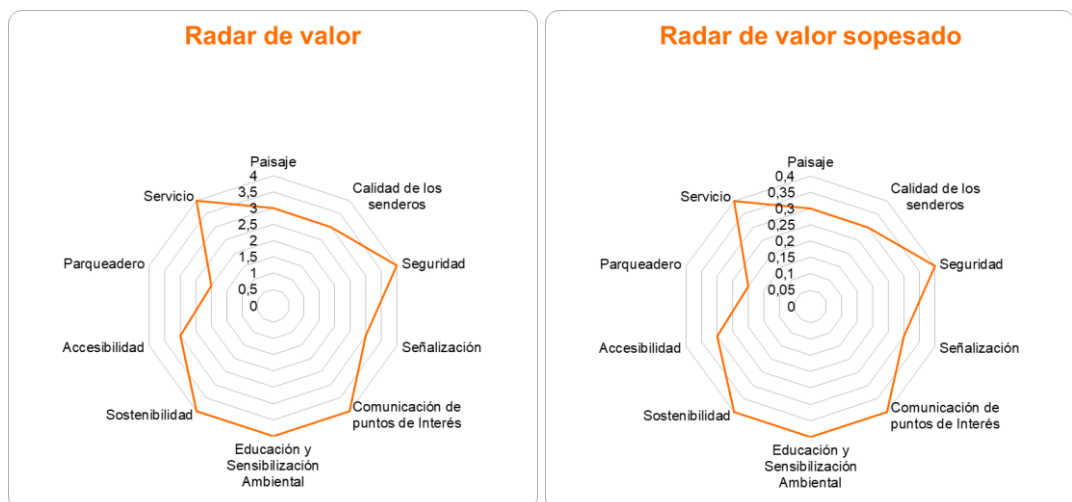 Radar de valor
Paisaje
4
3,5
3
2,5
2
1,5
1
0,5
0
Calidad de los
senderos
Seguridad
Señalización
Comunicación de
puntos de Interés
Educación y
Sensibilización
Ambiental
Sostenibilidad
Accesibilidad
Parqueadero
Servicio
Radar de valor sopesado
Paisaje
0,4
0,35
0,3
0,25
0,2
0,15
0,1
0,05
0
Calidad de los
senderos
Seguridad
Señalización
Comunicación de
puntos de Interés
Educación y
Sensibilización
Ambiental
Sostenibilidad
Accesibilidad
Parqueadero
Servicio